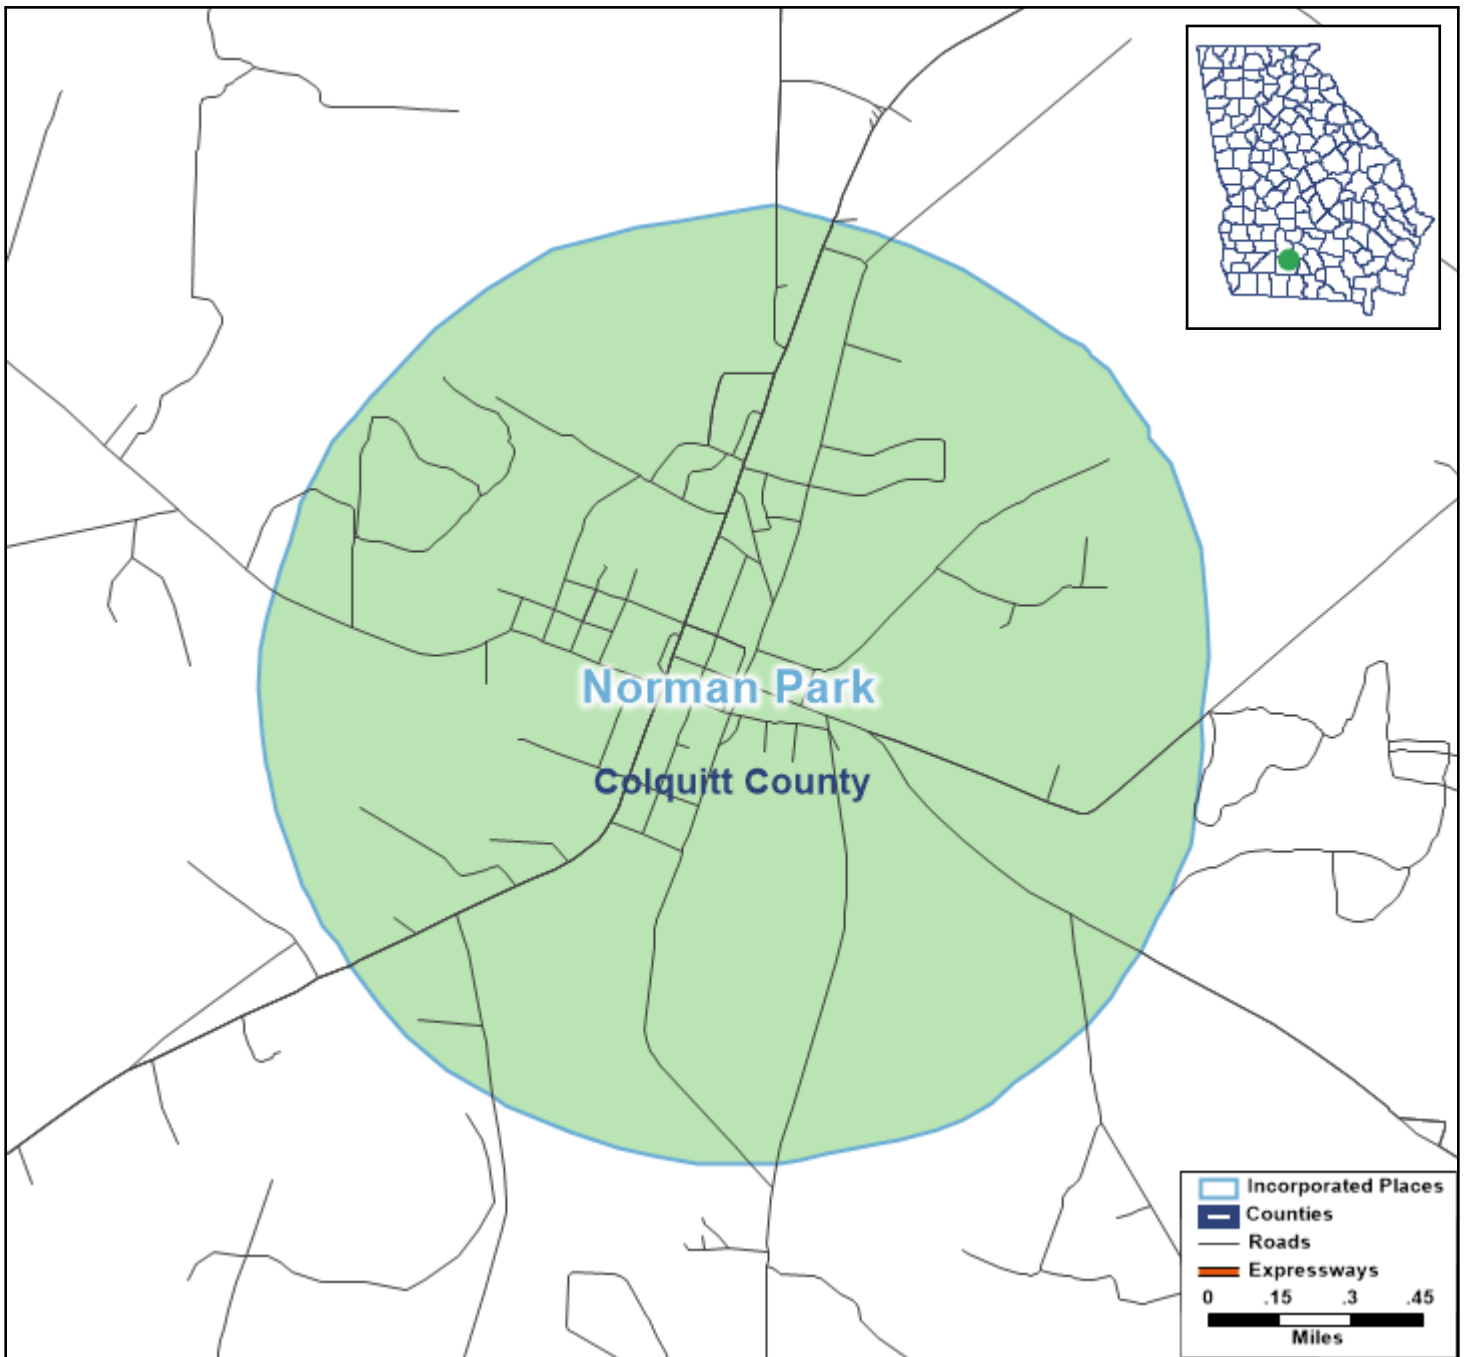 Norman Park
Colquitt County
Incorporated Places
Counties
Roads
Expressways
0 .15 .3 .45
Miles